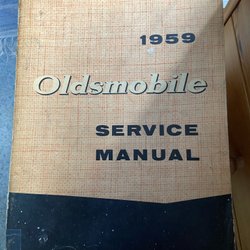 1959
Oldsmobile
SERVICE
MANUAL